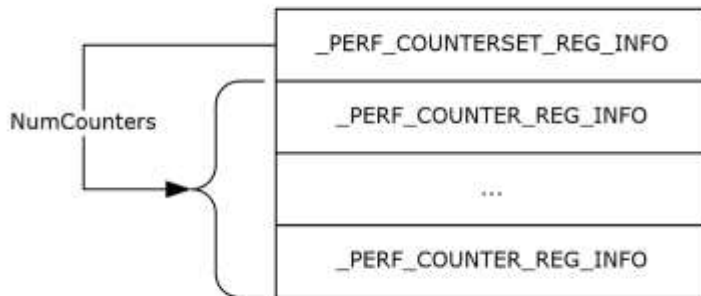 _PERF_COUNTERSET_REG_INFO
_PERF_COUNTER_REG_INFO
NumCounters
...
_PERF_COUNTER_REG_INFO